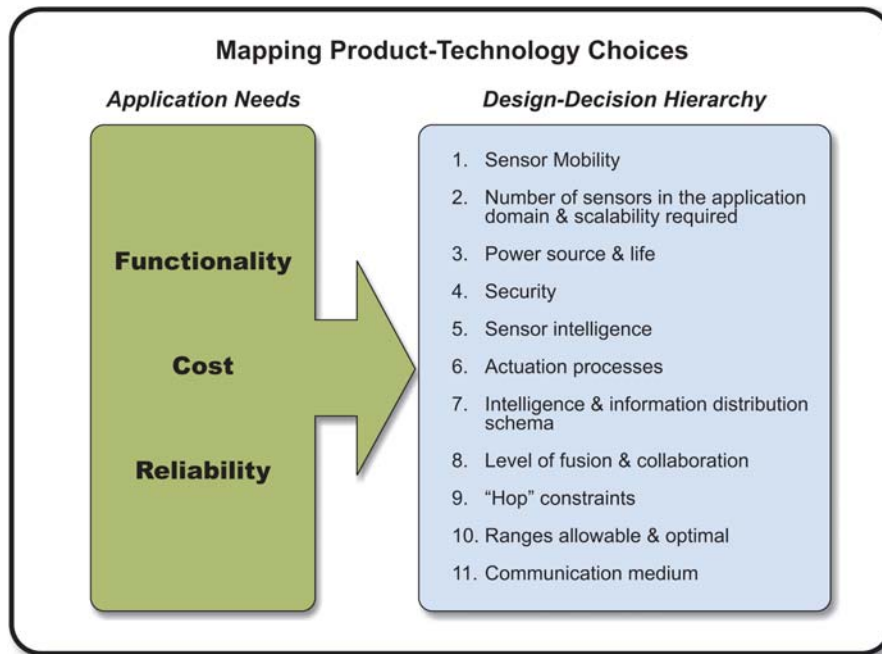 Mapping Product-Technology Choices
Application Needs
Functionality
Cost
Reliability
Design-Decision Hierarchy
1. Sensor Mobility
2. Number of sensors in the application
domain & scalability required
3. Power source & life
4. Security
5. Sensor intelligence
6. Actuation processes
7. Intelligence & information distribution
schema
8. Level of fusion & collaboration
9. “Hop” constraints
10. Ranges allowable & optimal
11. Communication medium